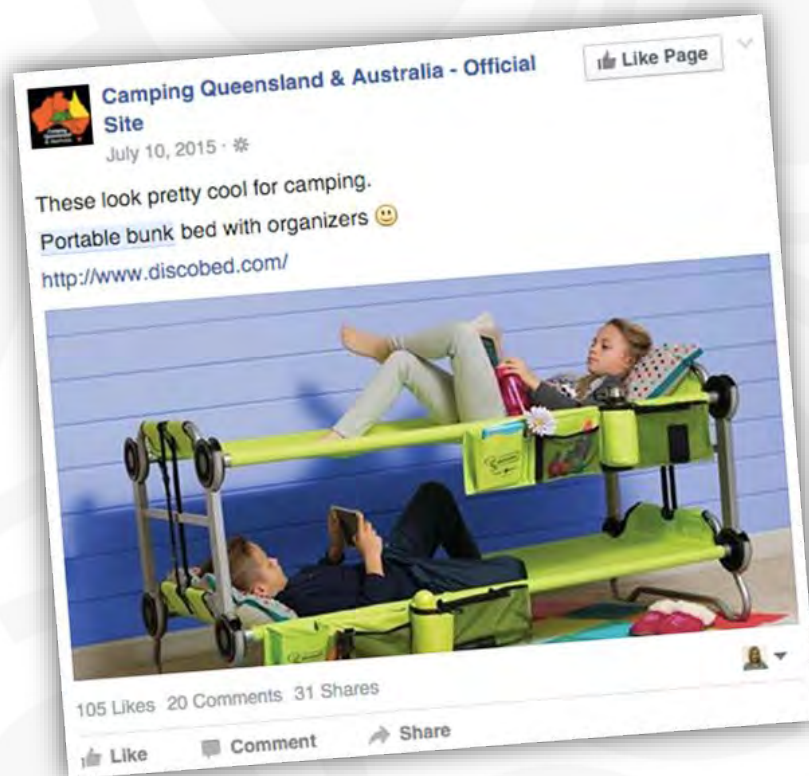 Camping Queensland & Australia - Official
Site
Like Page
July 10, 2015
These look pretty cool for camping.
Portable bunk bed with organizers
http://www.discobed.com/
105 Likes 20 Comments 31 Shares
Like Comment Share